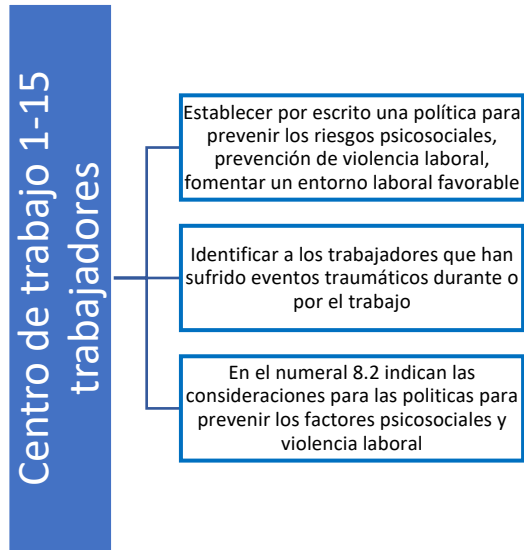 Centro de trabajo 1-15
trabajadores
Establecer por escrito una política para
prevenir los riesgos psicosociales,
prevención de violencia laboral,
fomentar un entorno laboral favorable
Identificar a los trabajadores que han
sufrido eventos traumáticos durante o
por el trabajo
En el numeral 8.2 indican las
consideraciones para las politicas para
prevenir los factores psicosociales y
violencia laboral